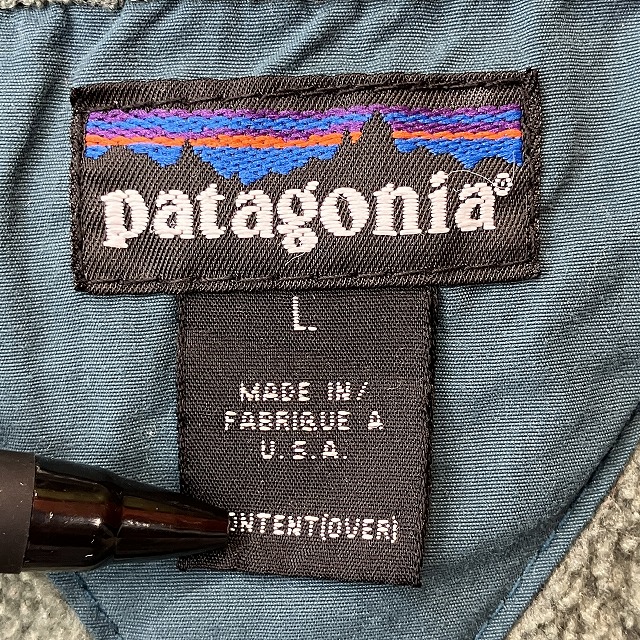 patagonia®
L.
MADE IN/
FABRIQUE A
U.S.A.
ONTENT(OVER)